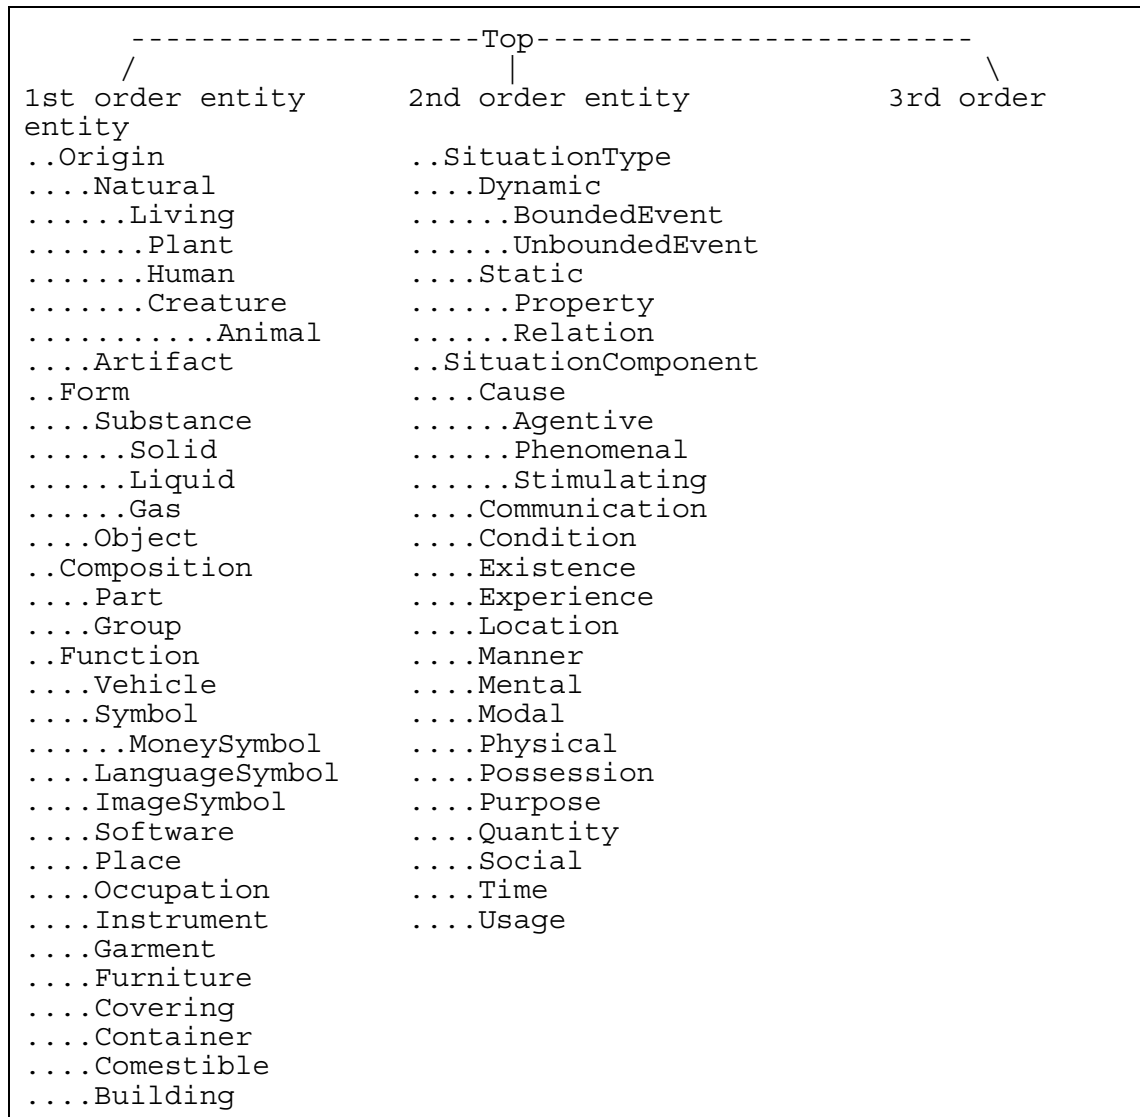 --------------------Top-------------------------
/ | \
1st order entity 2nd order entity 3rd order
entity
..Origin ..SituationType
....Natural ....Dynamic
......Living ......BoundedEvent
.......Plant ......UnboundedEvent
.......Human ....Static
.......Creature ......Property
...........Animal ......Relation
....Artifact ..SituationComponent
..Form ....Cause
....Substance ......Agentive
......Solid ......Phenomenal
......Liquid ......Stimulating
......Gas ....Communication
....Object ....Condition
..Composition ....Existence
....Part ....Experience
....Group ....Location
..Function ....Manner
....Vehicle ....Mental
....Symbol ....Modal
......MoneySymbol ....Physical
....LanguageSymbol ....Possession
....ImageSymbol ....Purpose
....Software ....Quantity
....Place ....Social
....Occupation ....Time
....Instrument ....Usage
....Garment
....Furniture
....Covering
....Container
....Comestible
....Building